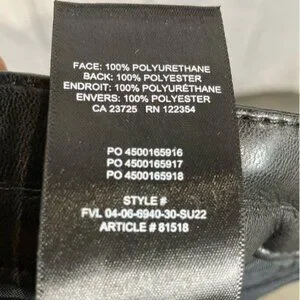 FACE: 100% POLYURETHANE
BACK: 100% POLYESTER
ENDROIT: 100% POLYURÉTHANE
ENVERS: 100% POLYESTER
CA 23725 RN 122354
PO 4500165916
PO 4500165917
PO 4500165918
STYLE #
FVL 04-06-6940-30-SU22
ARTICLE # 81518